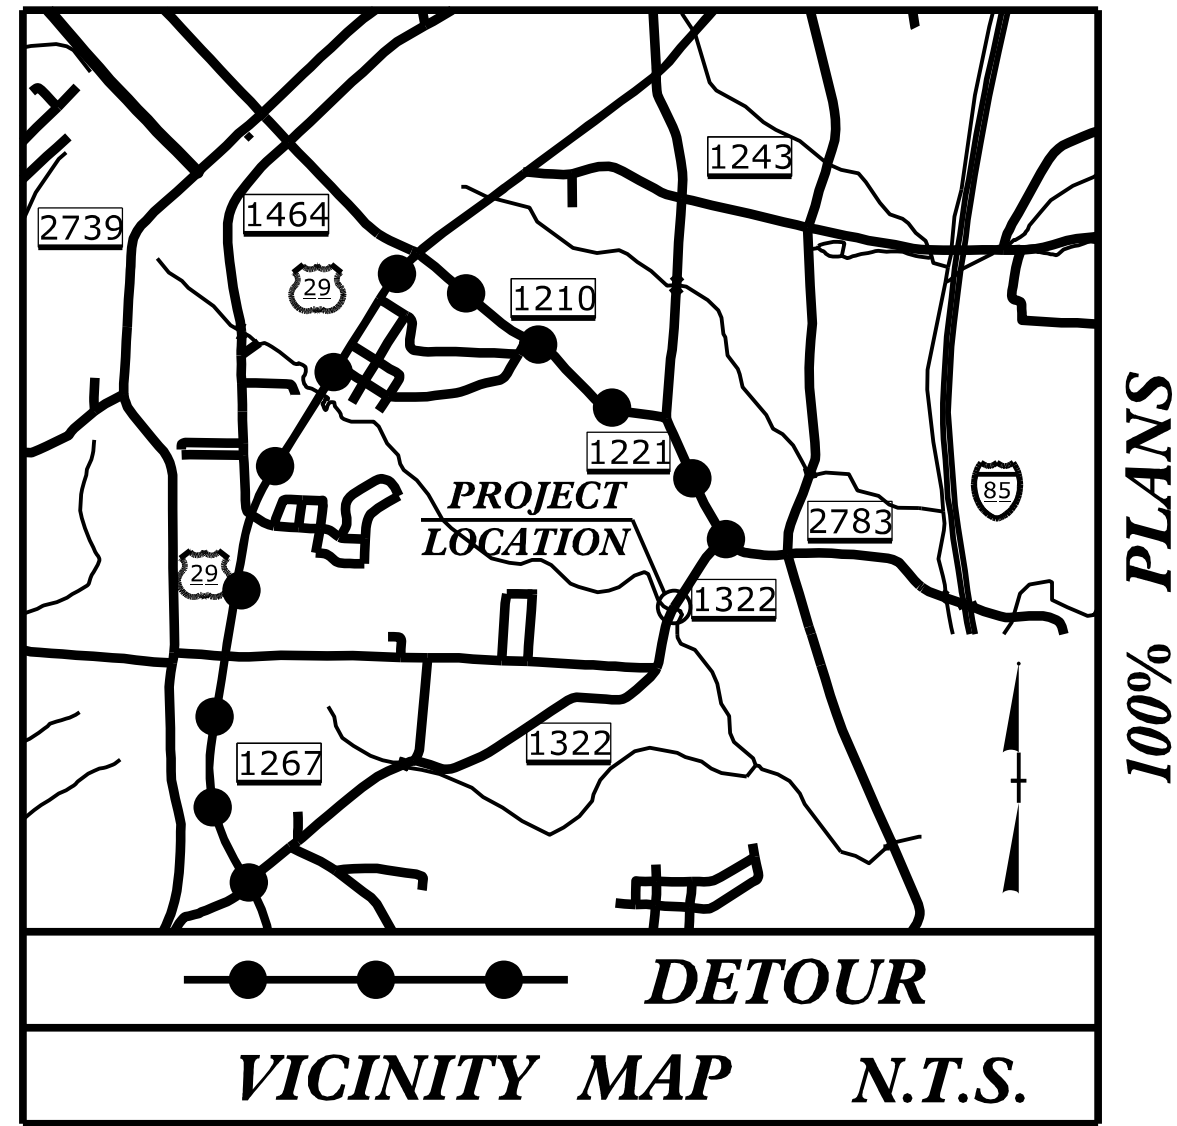 1243
2739
1464
29
1210
1221
85
PROJECT
LOCATION
2783
29
1322
1322
1267
100% PLANS
DETOUR
VICINITY MAP N.T.S.